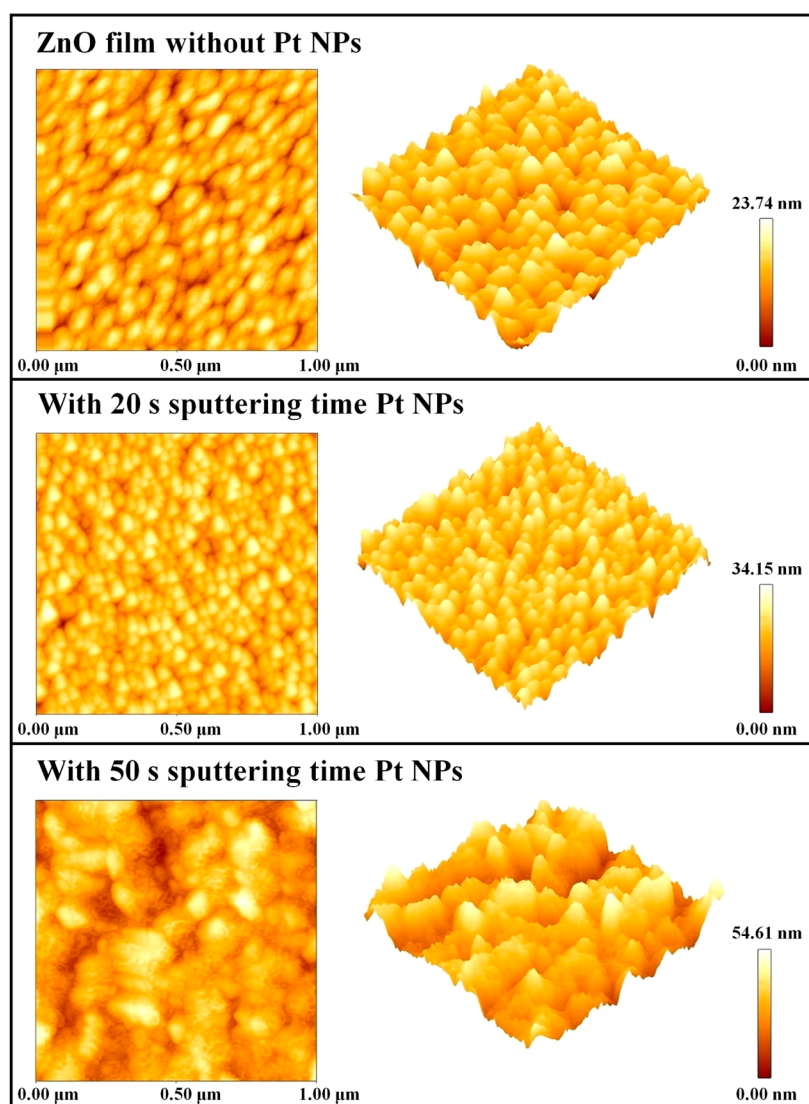 ZnO film without Pt NPs
23.74 nm
0.00 nm
0.00 µm 0.50 µm 1.00 µm
With 20 s sputtering time Pt NPs
34.15 nm
0.00 nm
0.00 µm 0.50 µm 1.00 µm
With 50 s sputtering time Pt NPs
54.61 nm
0.00 nm
0.00 µm 0.50 µm 1.00 µm